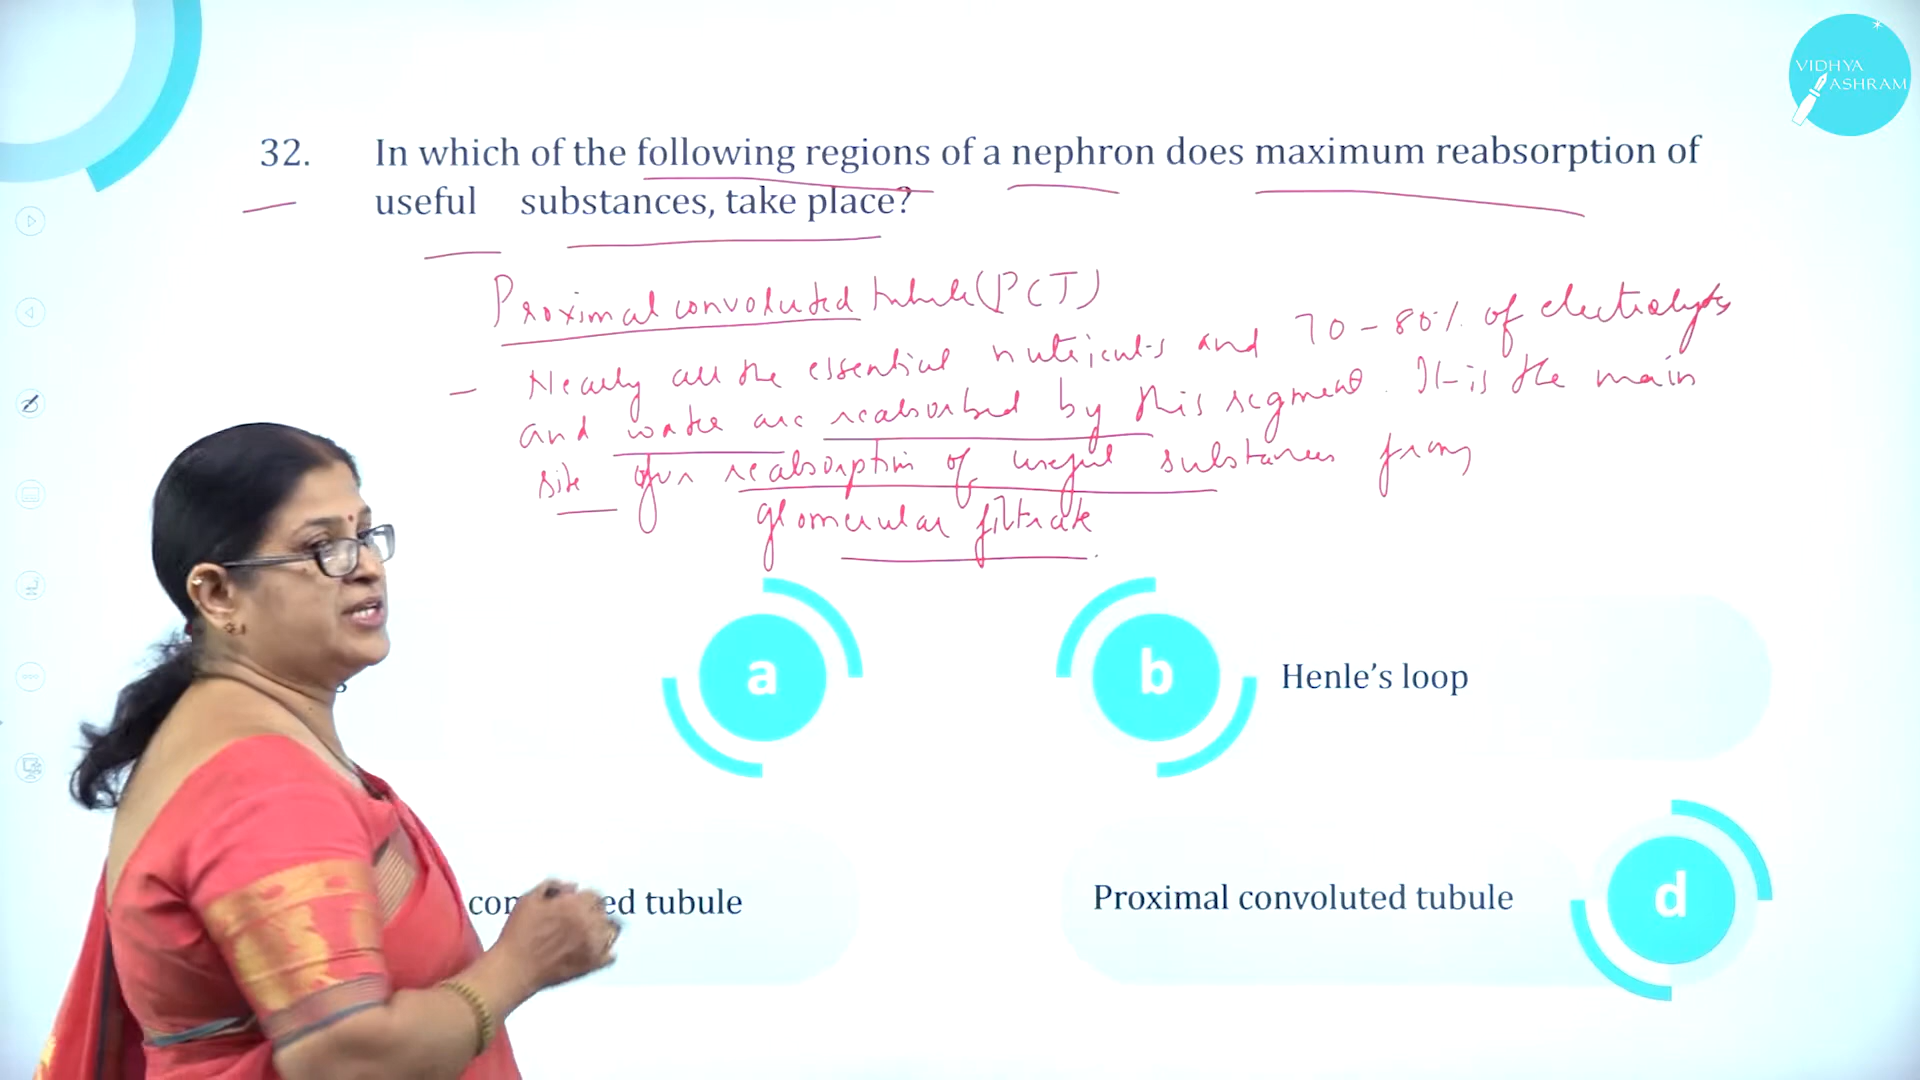 VIDHYA
ASHRAM
32. In which of the following regions of a nephron does maximum reabsorption of
useful substances, take place?
Proximal convoluted tubule (PCT)
- Nearly all the essential nutrients and 70-80% of electrolytes
and water are reabsorbed by this segment. It is the main
site for reabsorption of useful substances from
glomerular filtrate.
a
b Henle's loop
ed tubule
Proximal convoluted tubule d